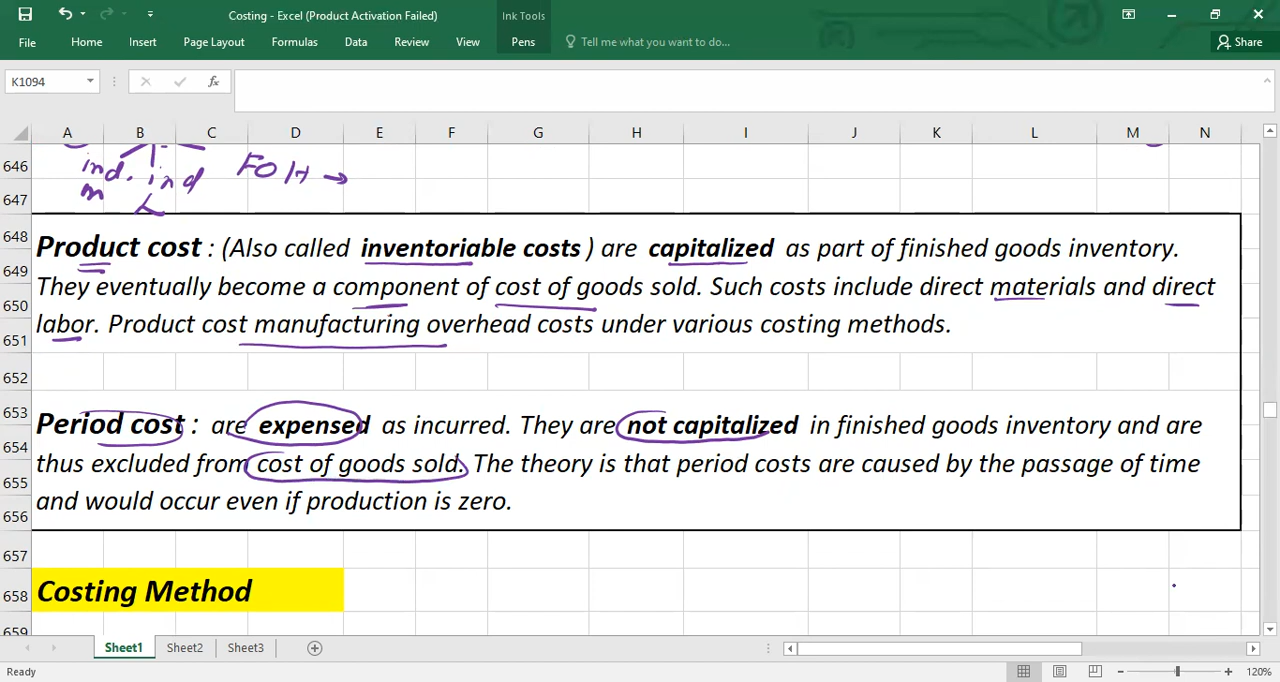 Costing - Excel (Product Activation Failed)
Ink Tools
File Home Insert Page Layout Formulas Data Review View Pens Tell me what you want to do... Share
K1094 fx
A B C D E F G H I J K L M N
646 ind. ind FOH →
647 m L
648 Product cost : (Also called inventoriable costs ) are capitalized as part of finished goods inventory.
649
650 They eventually become a component of cost of goods sold. Such costs include direct materials and direct
651 labor. Product cost manufacturing overhead costs under various costing methods.
652
653 Period cost : are expensed as incurred. They are not capitalized in finished goods inventory and are
654
655 thus excluded from cost of goods sold. The theory is that period costs are caused by the passage of time
656 and would occur even if production is zero.
657
658 Costing Method
659
Sheet1 Sheet2 Sheet3
Ready 120%